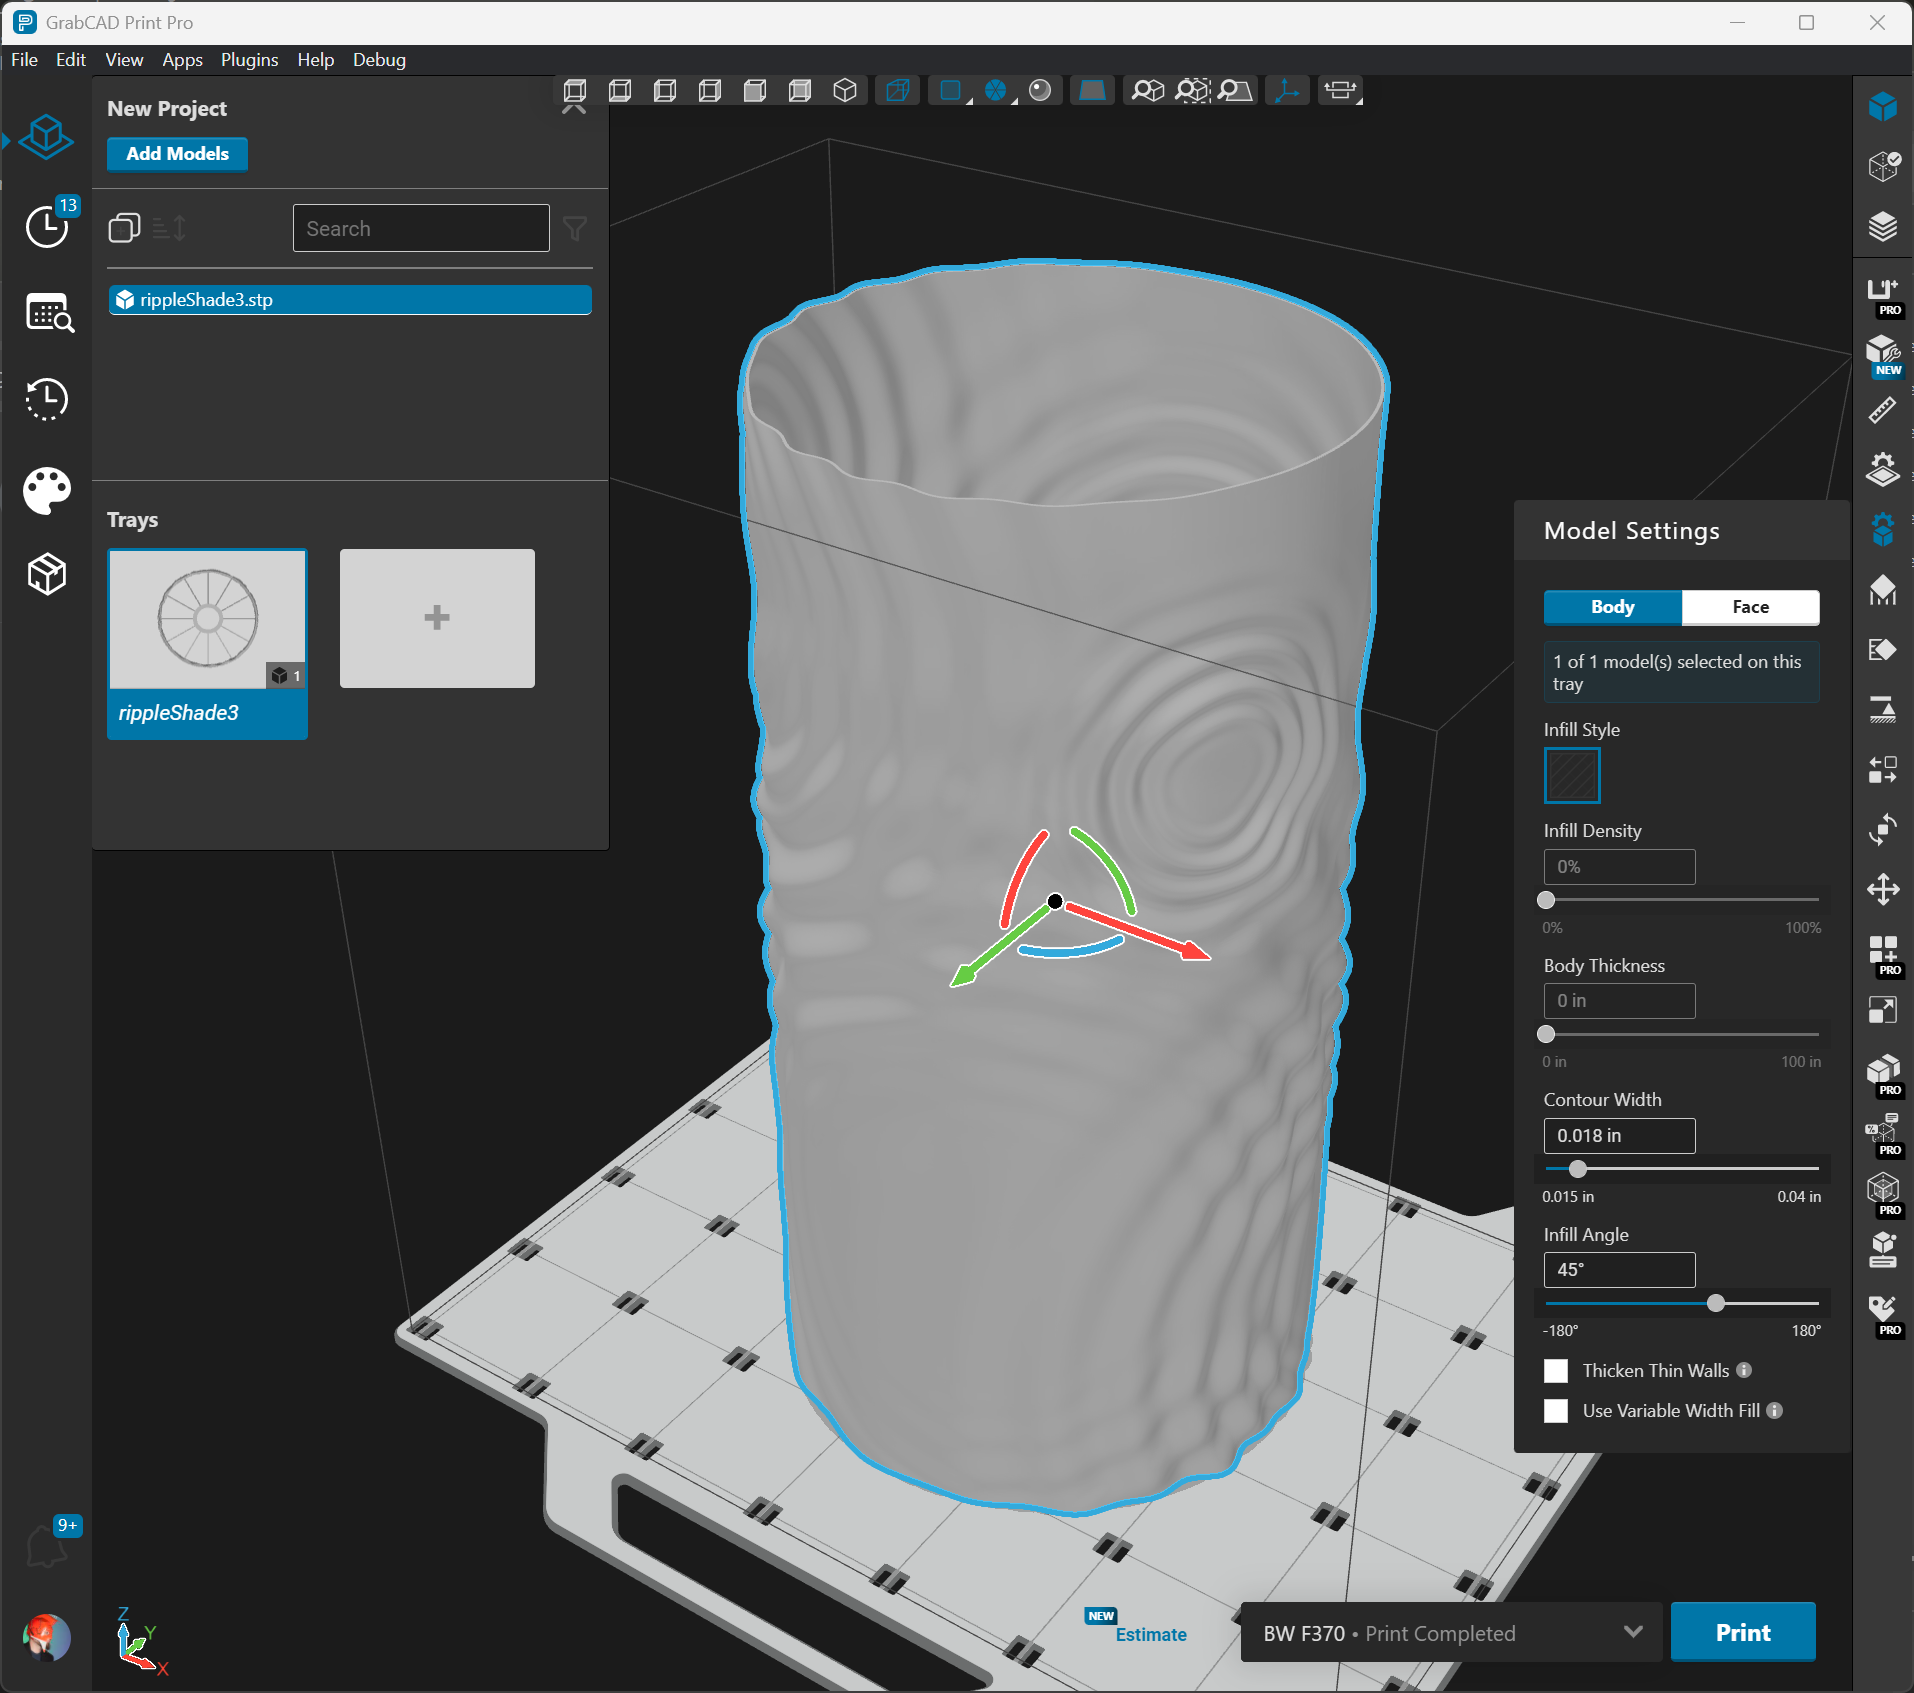 GrabCAD Print Pro
File Edit View Apps Plugins Help Debug
New Project
Add Models
13
Search
rippleShade3.stp
Trays
1
rippleShade3
9+
Z
Y
X
PRO
NEW
Model Settings
Body Face
1 of 1 model(s) selected on this
tray
Infill Style
Infill Density
0%
0% 100%
Body Thickness
0 in
0 in 100 in
Contour Width
0.018 in
0.015 in 0.04 in
Infill Angle
45°
-180° 180°
Thicken Thin Walls
Use Variable Width Fill
PRO
PRO
PRO
%
PRO
PRO
NEW
Estimate
BW F370 • Print Completed
Print